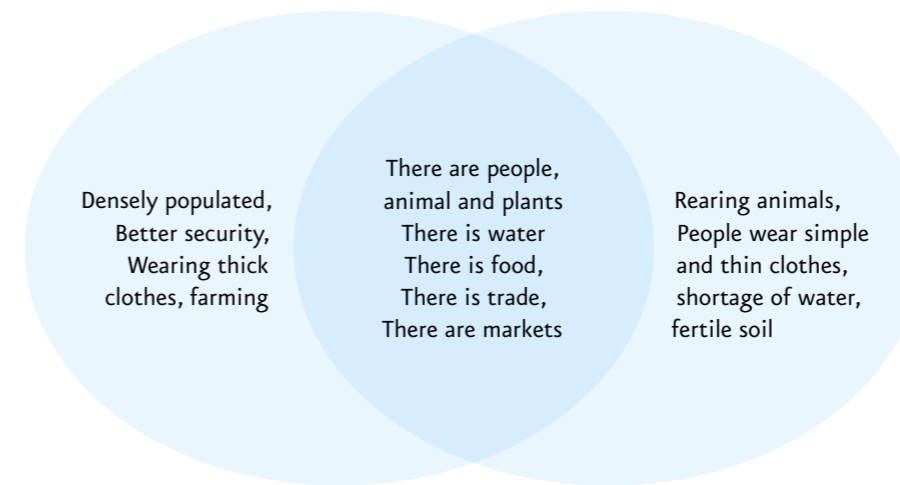 Densely populated,
Better security,
Wearing thick
clothes, farming
There are people,
animal and plants
There is water
There is food,
There is trade,
There are markets
Rearing animals,
People wear simple
and thin clothes,
shortage of water,
fertile soil